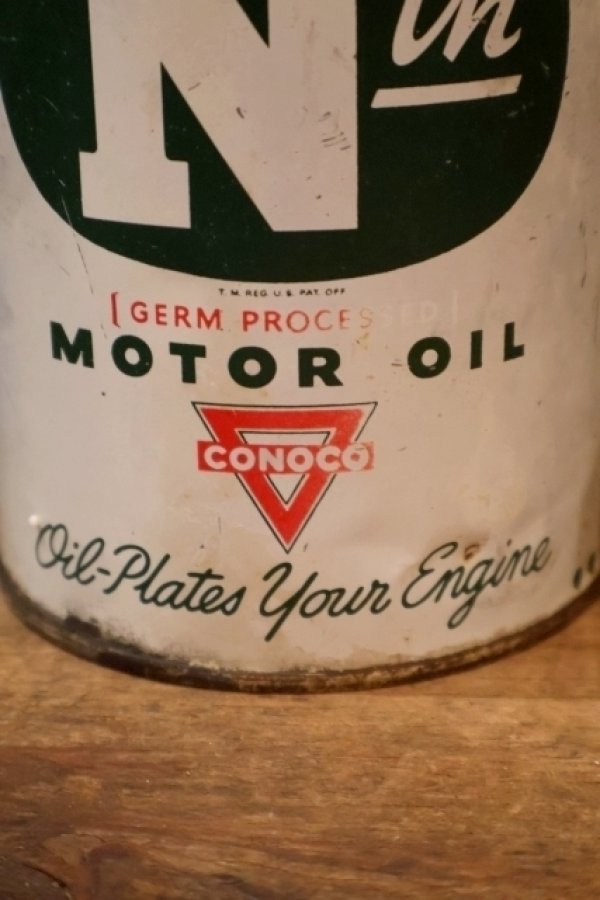 Nth
T. M. REG. U. S. PAT. OFF
[GERM PROCESSED]
MOTOR OIL
CONOCO
Oil-Plates Your Engine